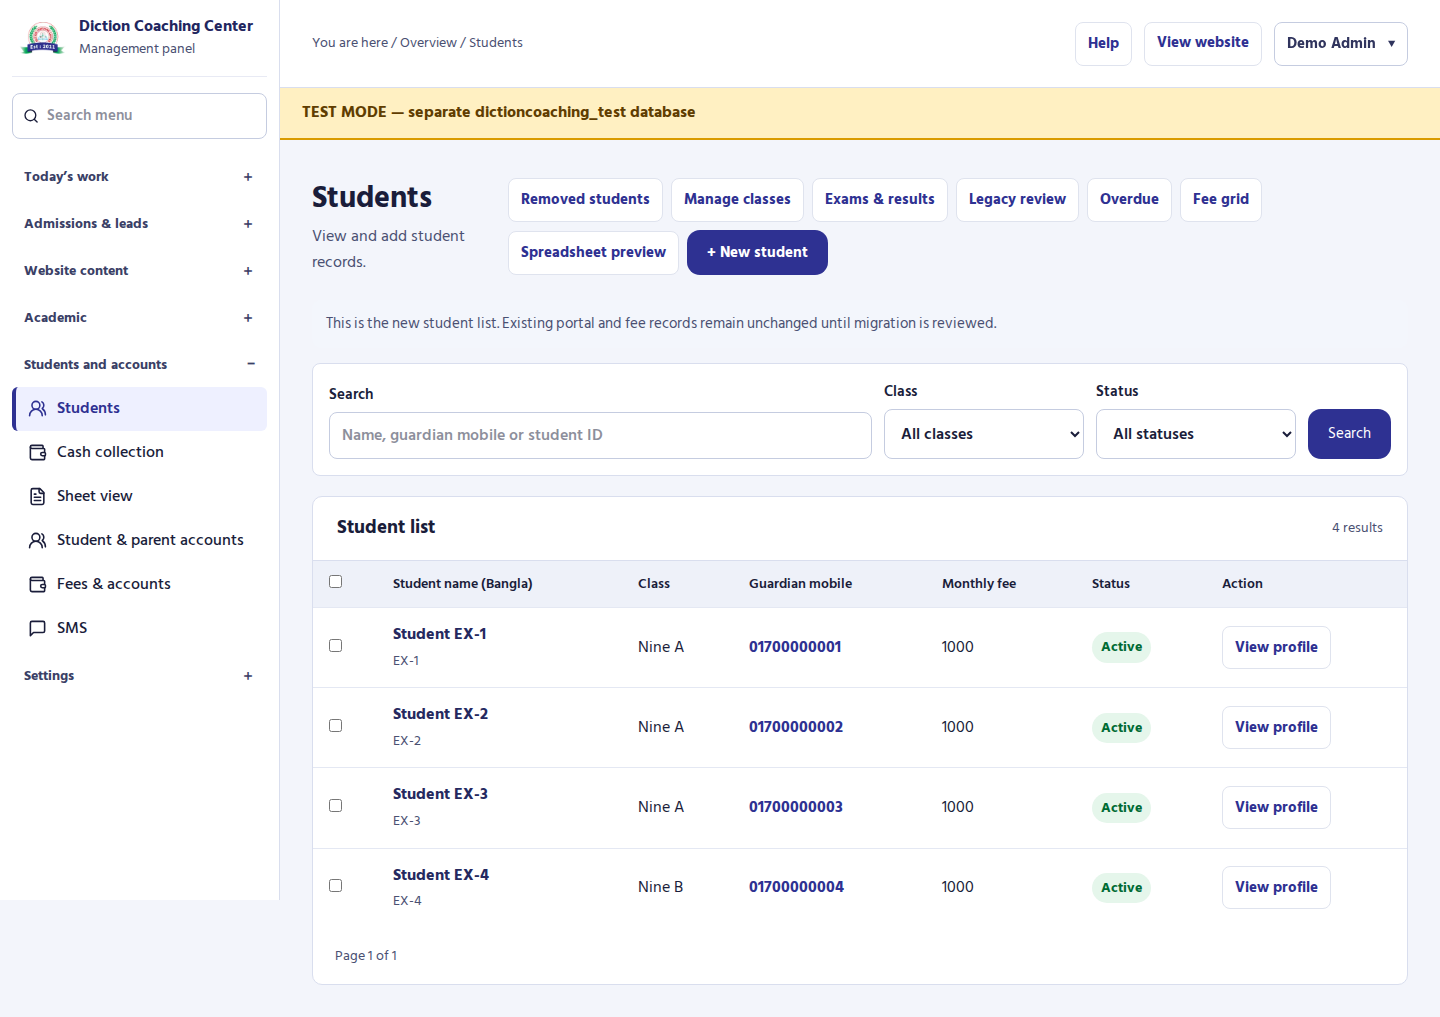 Diction Coaching Center
Management panel
Est : 2011
Search menu
Today’s work +
Admissions & leads +
Website content +
Academic +
Students and accounts −
Students
Cash collection
Sheet view
Student & parent accounts
Fees & accounts
SMS
Settings +
You are here / Overview / Students
Help
View website
Demo Admin ▾
TEST MODE — separate dictioncoaching_test database
Students
View and add student
records.
Removed students
Manage classes
Exams & results
Legacy review
Overdue
Fee grid
Spreadsheet preview
+ New student
This is the new student list. Existing portal and fee records remain unchanged until migration is reviewed.
Search
Name, guardian mobile or student ID
Class
All classes
Status
All statuses
Search
Student list
4 results
Student name (Bangla) Class Guardian mobile Monthly fee Status Action
Student EX-1
EX-1
Nine A 01700000001 1000 Active View profile
Student EX-2
EX-2
Nine A 01700000002 1000 Active View profile
Student EX-3
EX-3
Nine A 01700000003 1000 Active View profile
Student EX-4
EX-4
Nine B 01700000004 1000 Active View profile
Page 1 of 1